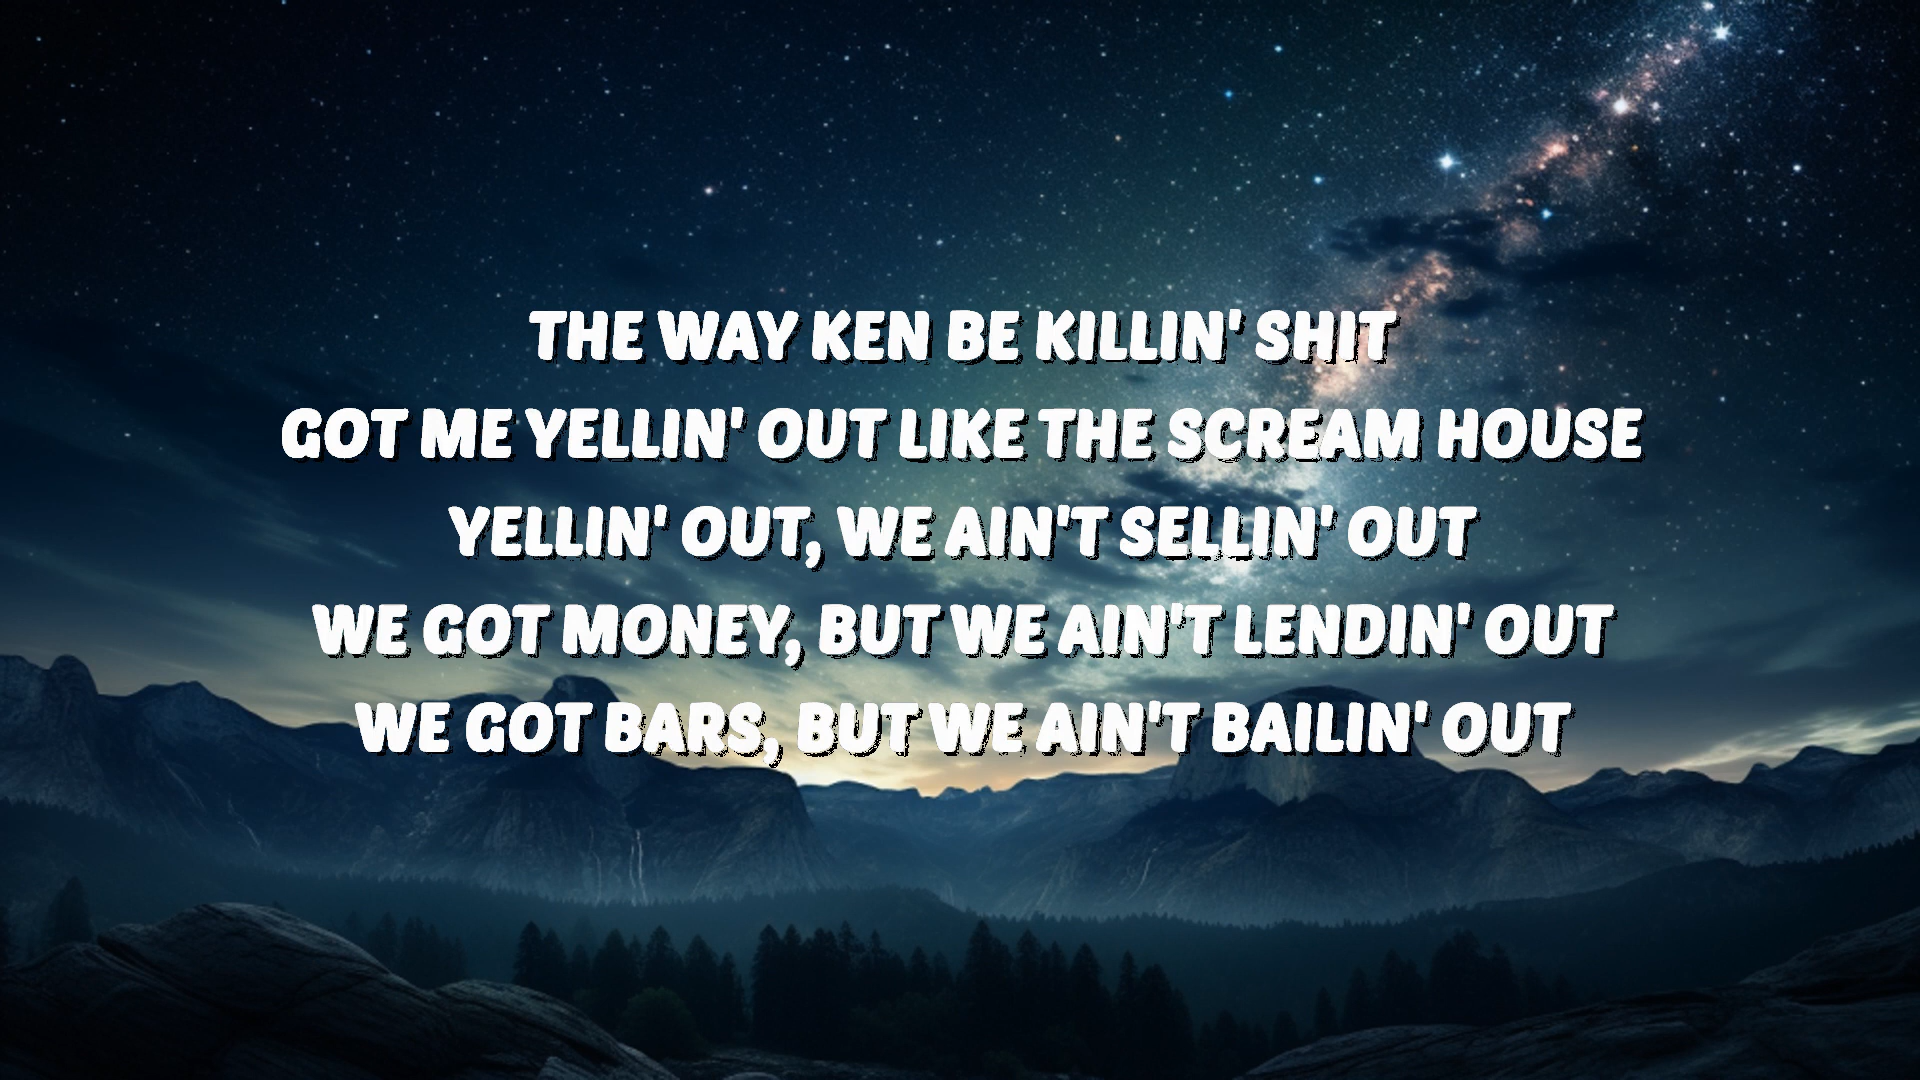 THE WAY KEN BE KILLIN' SHIT
GOT ME YELLIN' OUT LIKE THE SCREAM HOUSE
YELLIN' OUT, WE AIN'T SELLIN' OUT
WE GOT MONEY, BUT WE AIN'T LENDIN' OUT
WE GOT BARS, BUT WE AIN'T BAILIN' OUT